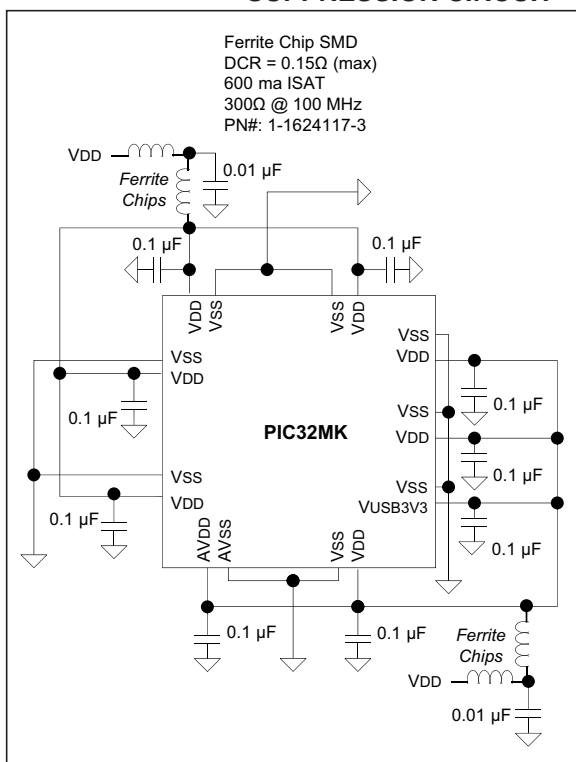 Ferrite Chip SMD
DCR = 0.15Ω (max)
600 ma ISAT
300Ω @ 100 MHz
PN#: 1-1624117-3
VDD
Ferrite
Chips
0.01 µF
0.1 µF
0.1 µF
VDD
VSS
VSS
VDD
VSS
VDD
0.1 µF
VSS
VDD
0.1 µF
PIC32MK
VSS
VDD
0.1 µF
VSS
VDD
0.1 µF
VSS
VUSB3V3
0.1 µF
AVDD
AVSS
VSS
VDD
0.1 µF
0.1 µF
Ferrite
Chips
VDD
0.01 µF